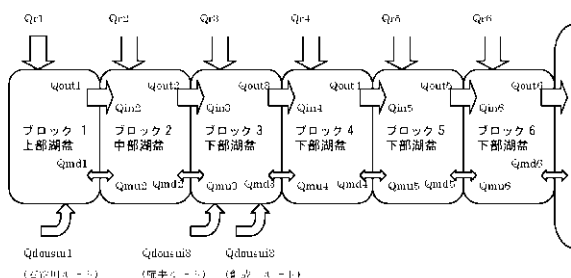 Qr1 Qr2 Qr3 Qr4 Qr5 Qr6
Qout1 Qout2 Qout3 Qout4 Qout5 Qout6
Qin2 Qin3 Qin4 Qin5 Qin6
ブロック 1 ブロック 2 ブロック 3 ブロック 4 ブロック 5 ブロック 6
上部湖盆 中部湖盆 下部湖盆 下部湖盆 下部湖盆 下部湖盆
Qmd1 Qmd2 Qmd3 Qmd4 Qmd5 Qmd6
Qmu2 Qmu3 Qmu4 Qmu5 Qmu6
Qdousui1 Qdousui3 Qdousui3